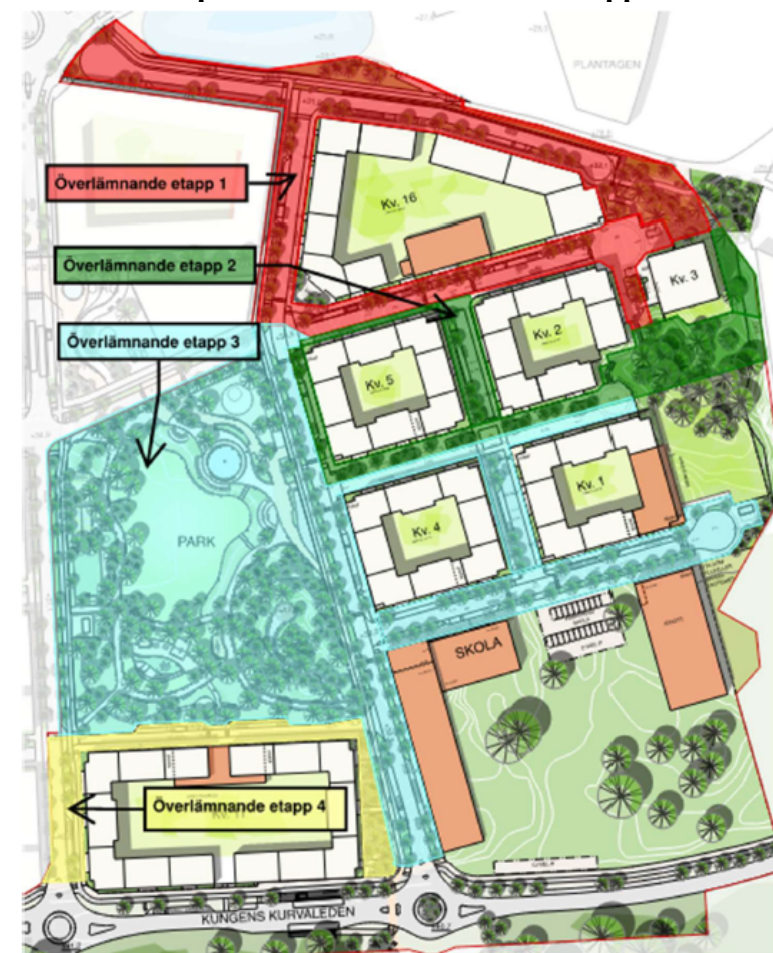 PLANTAGEN
Överlämnande etapp 1
Kv. 16
Överlämnande etapp 2
Kv. 3
Överlämnande etapp 3
Kv. 2
Kv. 5
Kv. 1
Kv. 4
PARK
SKOLA
Överlämnande etapp 4
KUNGENS KURVALEDEN